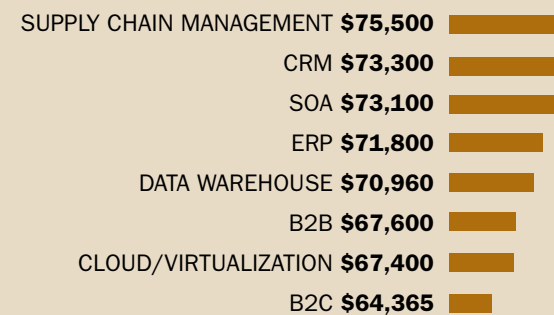 SUPPLY CHAIN MANAGEMENT $75,500
CRM $73,300
SOA $73,100
ERP $71,800
DATA WAREHOUSE $70,960
B2B $67,600
CLOUD/VIRTUALIZATION $67,400
B2C $64,365